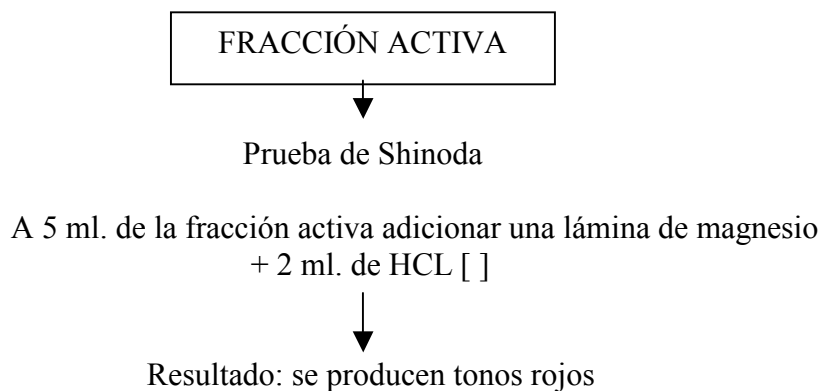 FRACCIÓN ACTIVA
Prueba de Shinoda
A 5 ml. de la fracción activa adicionar una lámina de magnesio
+ 2 ml. de HCL [ ]
Resultado: se producen tonos rojos